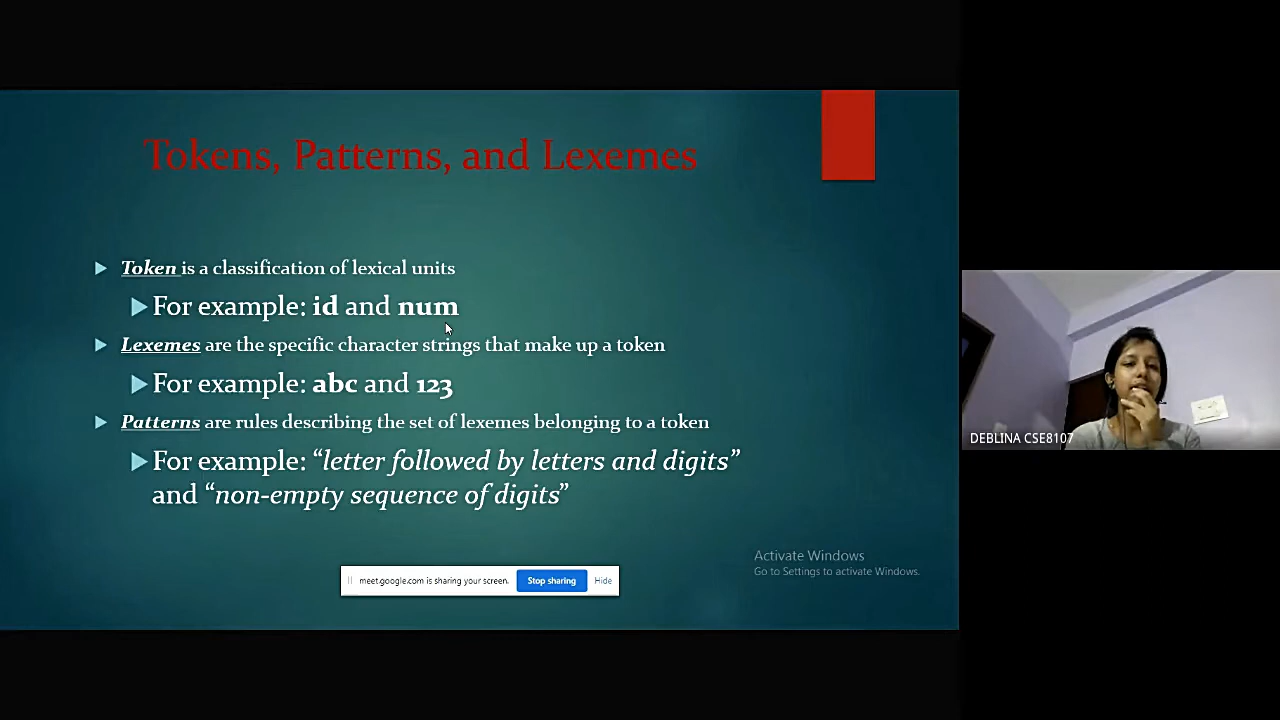 Tokens, Patterns, and Lexemes
Token is a classification of lexical units
For example: id and num
Lexemes are the specific character strings that make up a token
For example: abc and 123
Patterns are rules describing the set of lexemes belonging to a token
For example: “letter followed by letters and digits”
and “non-empty sequence of digits”
Activate Windows
Go to Settings to activate Windows.
meet.google.com is sharing your screen. Stop sharing Hide
DEBLINA CSE8107